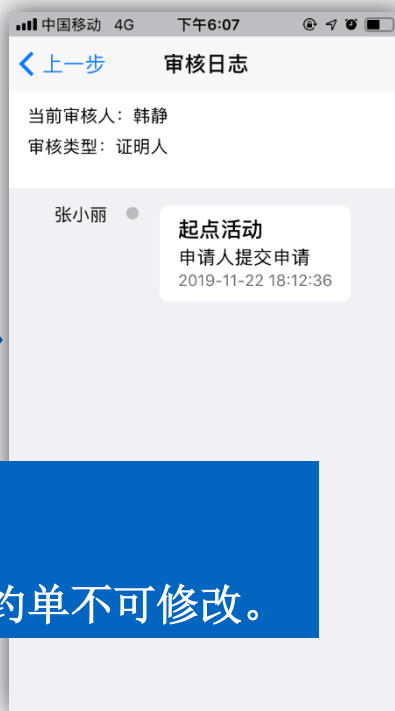 中国移动 4G 下午6:07
上一步 审核日志
当前审核人：韩静
审核类型：证明人
张小丽
起点活动
申请人提交申请
2019-11-22 18:12:36
约单不可修改。